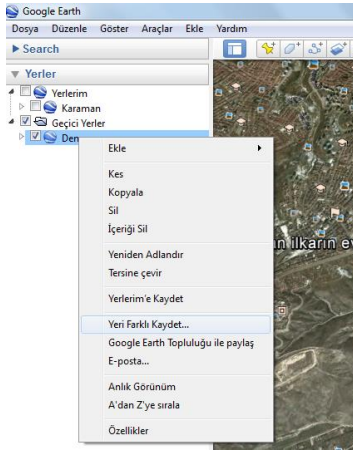 Google Earth
Dosya Düzenle Göster Araçlar Ekle Yardım
Search
Yerler
Yerlerim
Karaman
Geçici Yerler
Den
Ekle
Kes
Kopyala
Sil
İçeriği Sil
Yeniden Adlandır
Tersine çevir
Yerlerim'e Kaydet
ın ilkarın e
Yeri Farklı Kaydet...
Google Earth Topluluğu ile paylaş
E-posta...
Anlık Görünüm
A'dan Z'ye sırala
Özellikler